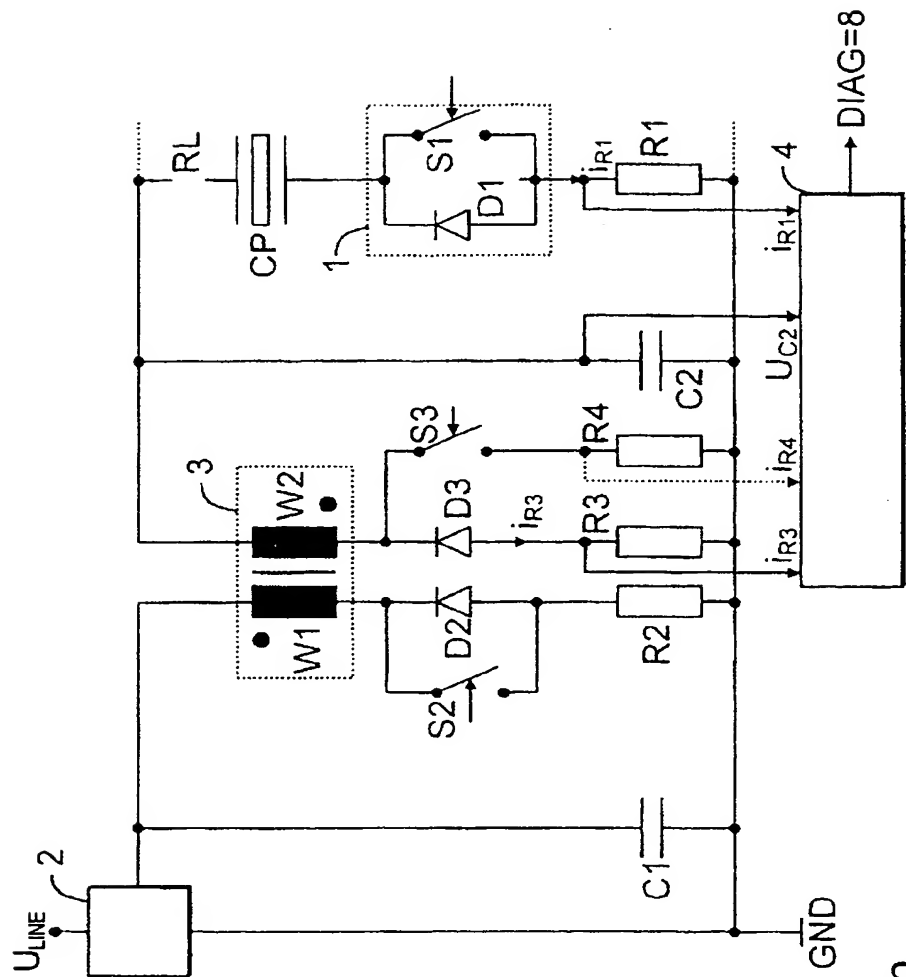 U_LINE
2
C1
GND
3
W1
W2
S2
D2
R2
D3
i_R3
R3
i_R3
S3
R4
i_R4
C2
U_C2
RL
CP
1
D1
S1
i_R1
R1
i_R1
4
DIAG=8